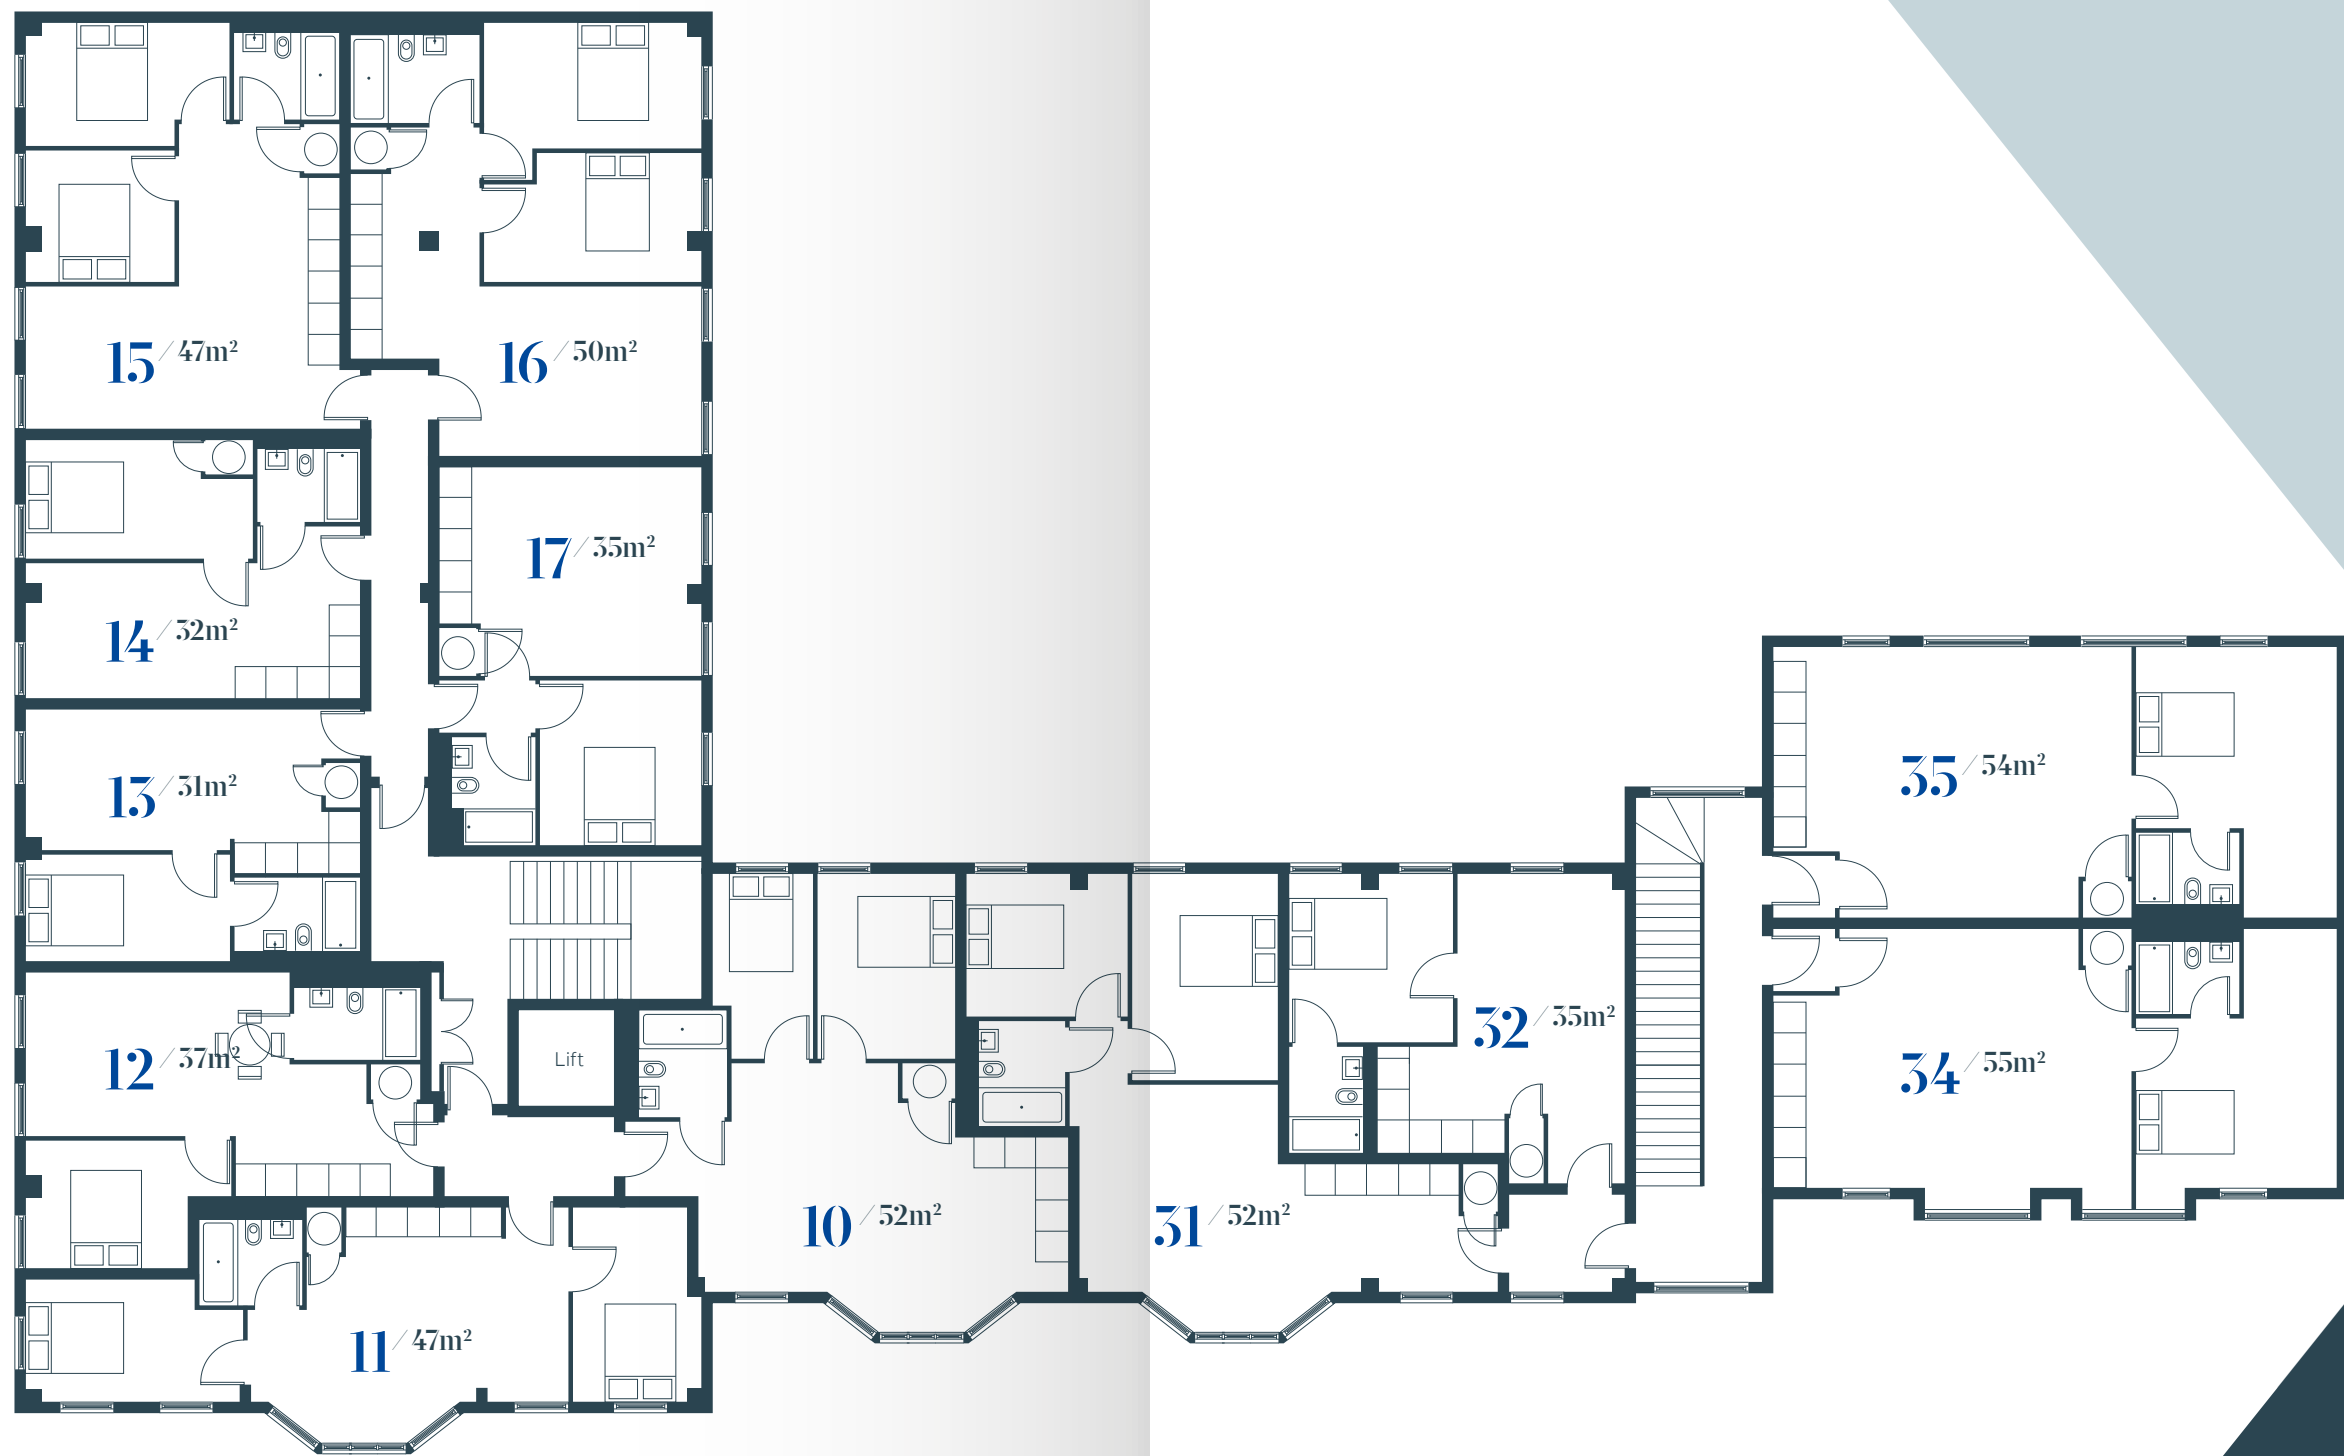 15 / 47m²
16 / 50m²
17 / 35m²
14 / 32m²
13 / 31m²
35 / 54m²
12 / 37m²
Lift
32 / 35m²
34 / 55m²
10 / 52m²
31 / 52m²
11 / 47m²